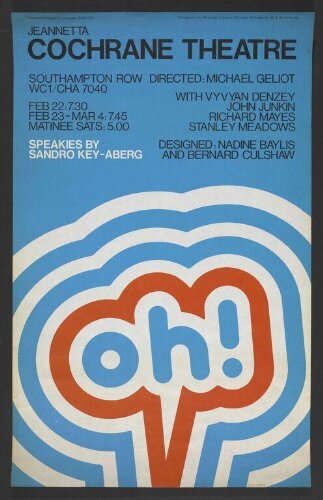 JEANNETTA
COCHRANE THEATRE
SOUTHAMPTON ROW DIRECTED: MICHAEL GELIOT
WC1/CHA 7040
WITH VYVYAN DENZEY
FEB 22:7.30 JOHN JUNKIN
FEB 23-MAR 4:7.45 RICHARD MAYES
MATINEE SATS: 5.00 STANLEY MEADOWS
SPEAKIES BY DESIGNED: NADINE BAYLIS
SANDRO KEY-ABERG AND BERNARD CULSHAW
oh!